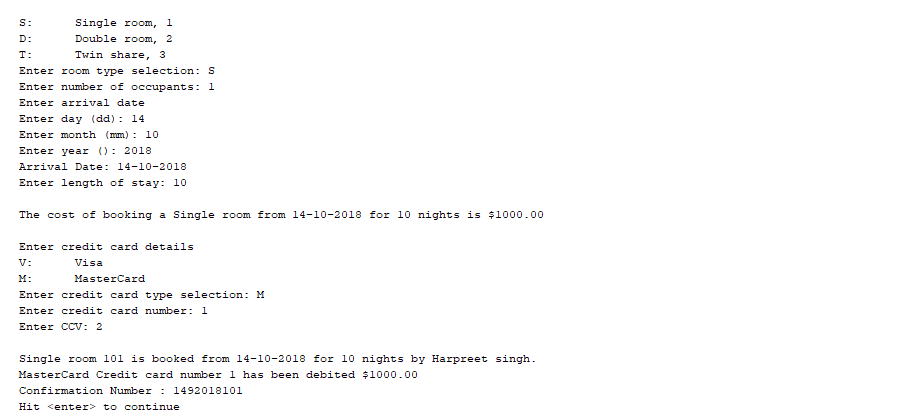 S: Single room, 1
D: Double room, 2
T: Twin share, 3
Enter room type selection: S
Enter number of occupants: 1
Enter arrival date
Enter day (dd): 14
Enter month (mm): 10
Enter year (): 2018
Arrival Date: 14-10-2018
Enter length of stay: 10
The cost of booking a Single room from 14-10-2018 for 10 nights is $1000.00
Enter credit card details
V: Visa
M: MasterCard
Enter credit card type selection: M
Enter credit card number: 1
Enter CCV: 2
Single room 101 is booked from 14-10-2018 for 10 nights by Harpreet singh.
MasterCard Credit card number 1 has been debited $1000.00
Confirmation Number : 1492018101
Hit <enter> to continue